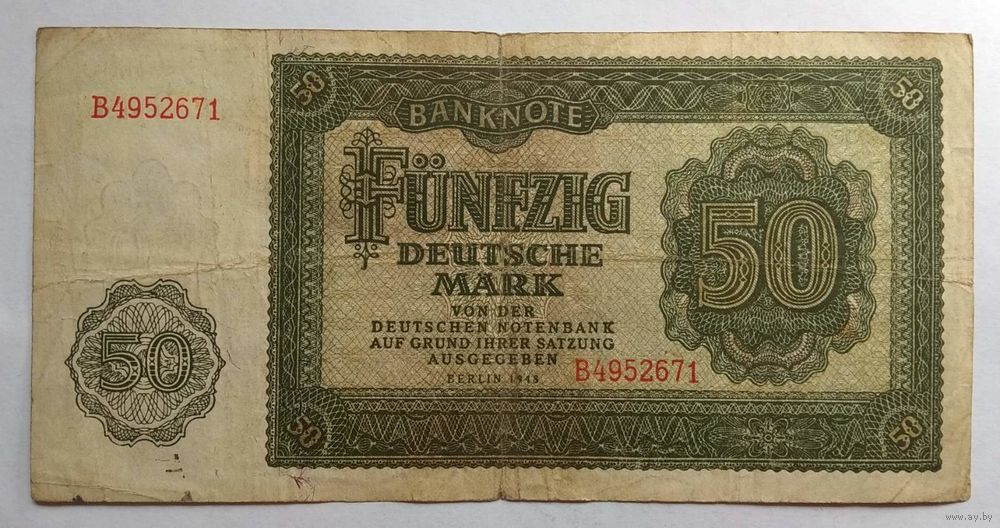 50
50
BANKNOTE
B4952671
FÜNFZIG
DEUTSCHE
MARK
50
VON DER
DEUTSCHEN NOTENBANK
AUF GRUND IHRER SATZUNG
AUSGEGEBEN
50
B4952671
BERLIN 1948
50
50
www.ay.by